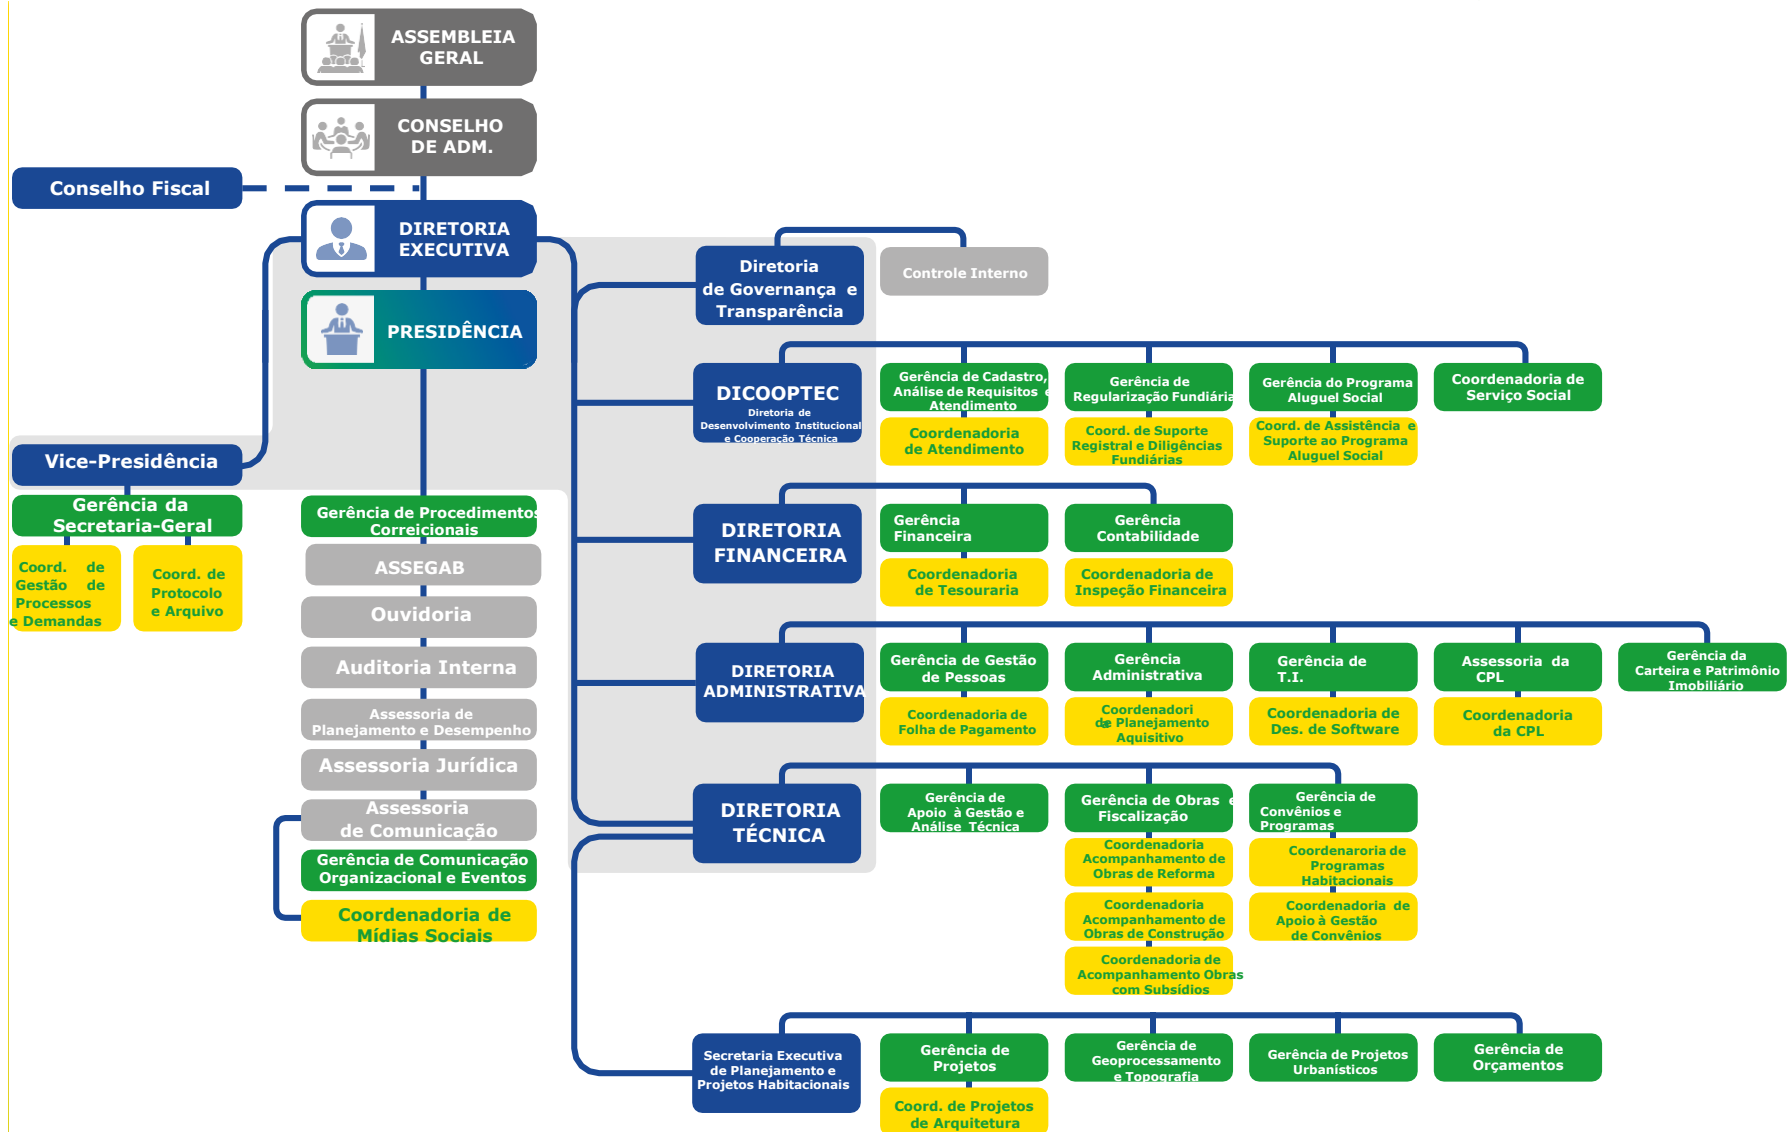 ASSEMBLEIA
GERAL
CONSELHO
DE ADM.
Conselho Fiscal
DIRETORIA
EXECUTIVA
PRESIDÊNCIA
Vice-Presidência
Gerência da
Secretaria-Geral
Coord. de
Gestão de
Processos
e Demandas
Coord. de
Protocolo
e Arquivo
Gerência de Procedimentos
Correicionais
ASSEGAB
Ouvidoria
Auditoria Interna
Assessoria de
Planejamento e Desempenho
Assessoria Jurídica
Assessoria
de Comunicação
Gerência de Comunicação
Organizacional e Eventos
Coordenadoria de
Mídias Sociais
Diretoria
de Governança e
Transparência
Controle Interno
DICOOPTEC
Diretoria de
Desenvolvimento Institucional
e Cooperação Técnica
Gerência de Cadastro,
Análise de Requisitos e
Atendimento
Coordenadoria
de Atendimento
Gerência de
Regularização Fundiária
Coord. de Suporte
Registral e Diligências
Fundiárias
Gerência do Programa
Aluguel Social
Coord. de Assistência e
Suporte ao Programa
Aluguel Social
Coordenadoria de
Serviço Social
DIRETORIA
FINANCEIRA
Gerência
Financeira
Coordenadoria
de Tesouraria
Gerência
Contabilidade
Coordenadoria de
Inspeção Financeira
DIRETORIA
ADMINISTRATIVA
Gerência de Gestão
de Pessoas
Coordenadoria de
Folha de Pagamento
Gerência
Administrativa
Coordenadori
de Planejamento
Aquisitivo
Gerência de
T.I.
Coordenadoria de
Des. de Software
Assessoria da
CPL
Coordenadoria
da CPL
Gerência da
Carteira e Patrimônio
Imobiliário
DIRETORIA
TÉCNICA
Gerência de
Apoio à Gestão e
Análise Técnica
Gerência de Obras e
Fiscalização
Coordenadoria
Acompanhamento de
Obras de Reforma
Coordenadoria
Acompanhamento de
Obras de Construção
Coordenadoria de
Acompanhamento Obras
com Subsídios
Gerência de
Convênios e
Programas
Coordenaroria de
Programas
Habitacionais
Coordenadoria de
Apoio à Gestão
de Convênios
Secretaria Executiva
de Planejamento e
Projetos Habitacionais
Gerência de
Projetos
Coord. de Projetos
de Arquitetura
Gerência de
Geoprocessamento
e Topografia
Gerência de Projetos
Urbanísticos
Gerência de
Orçamentos